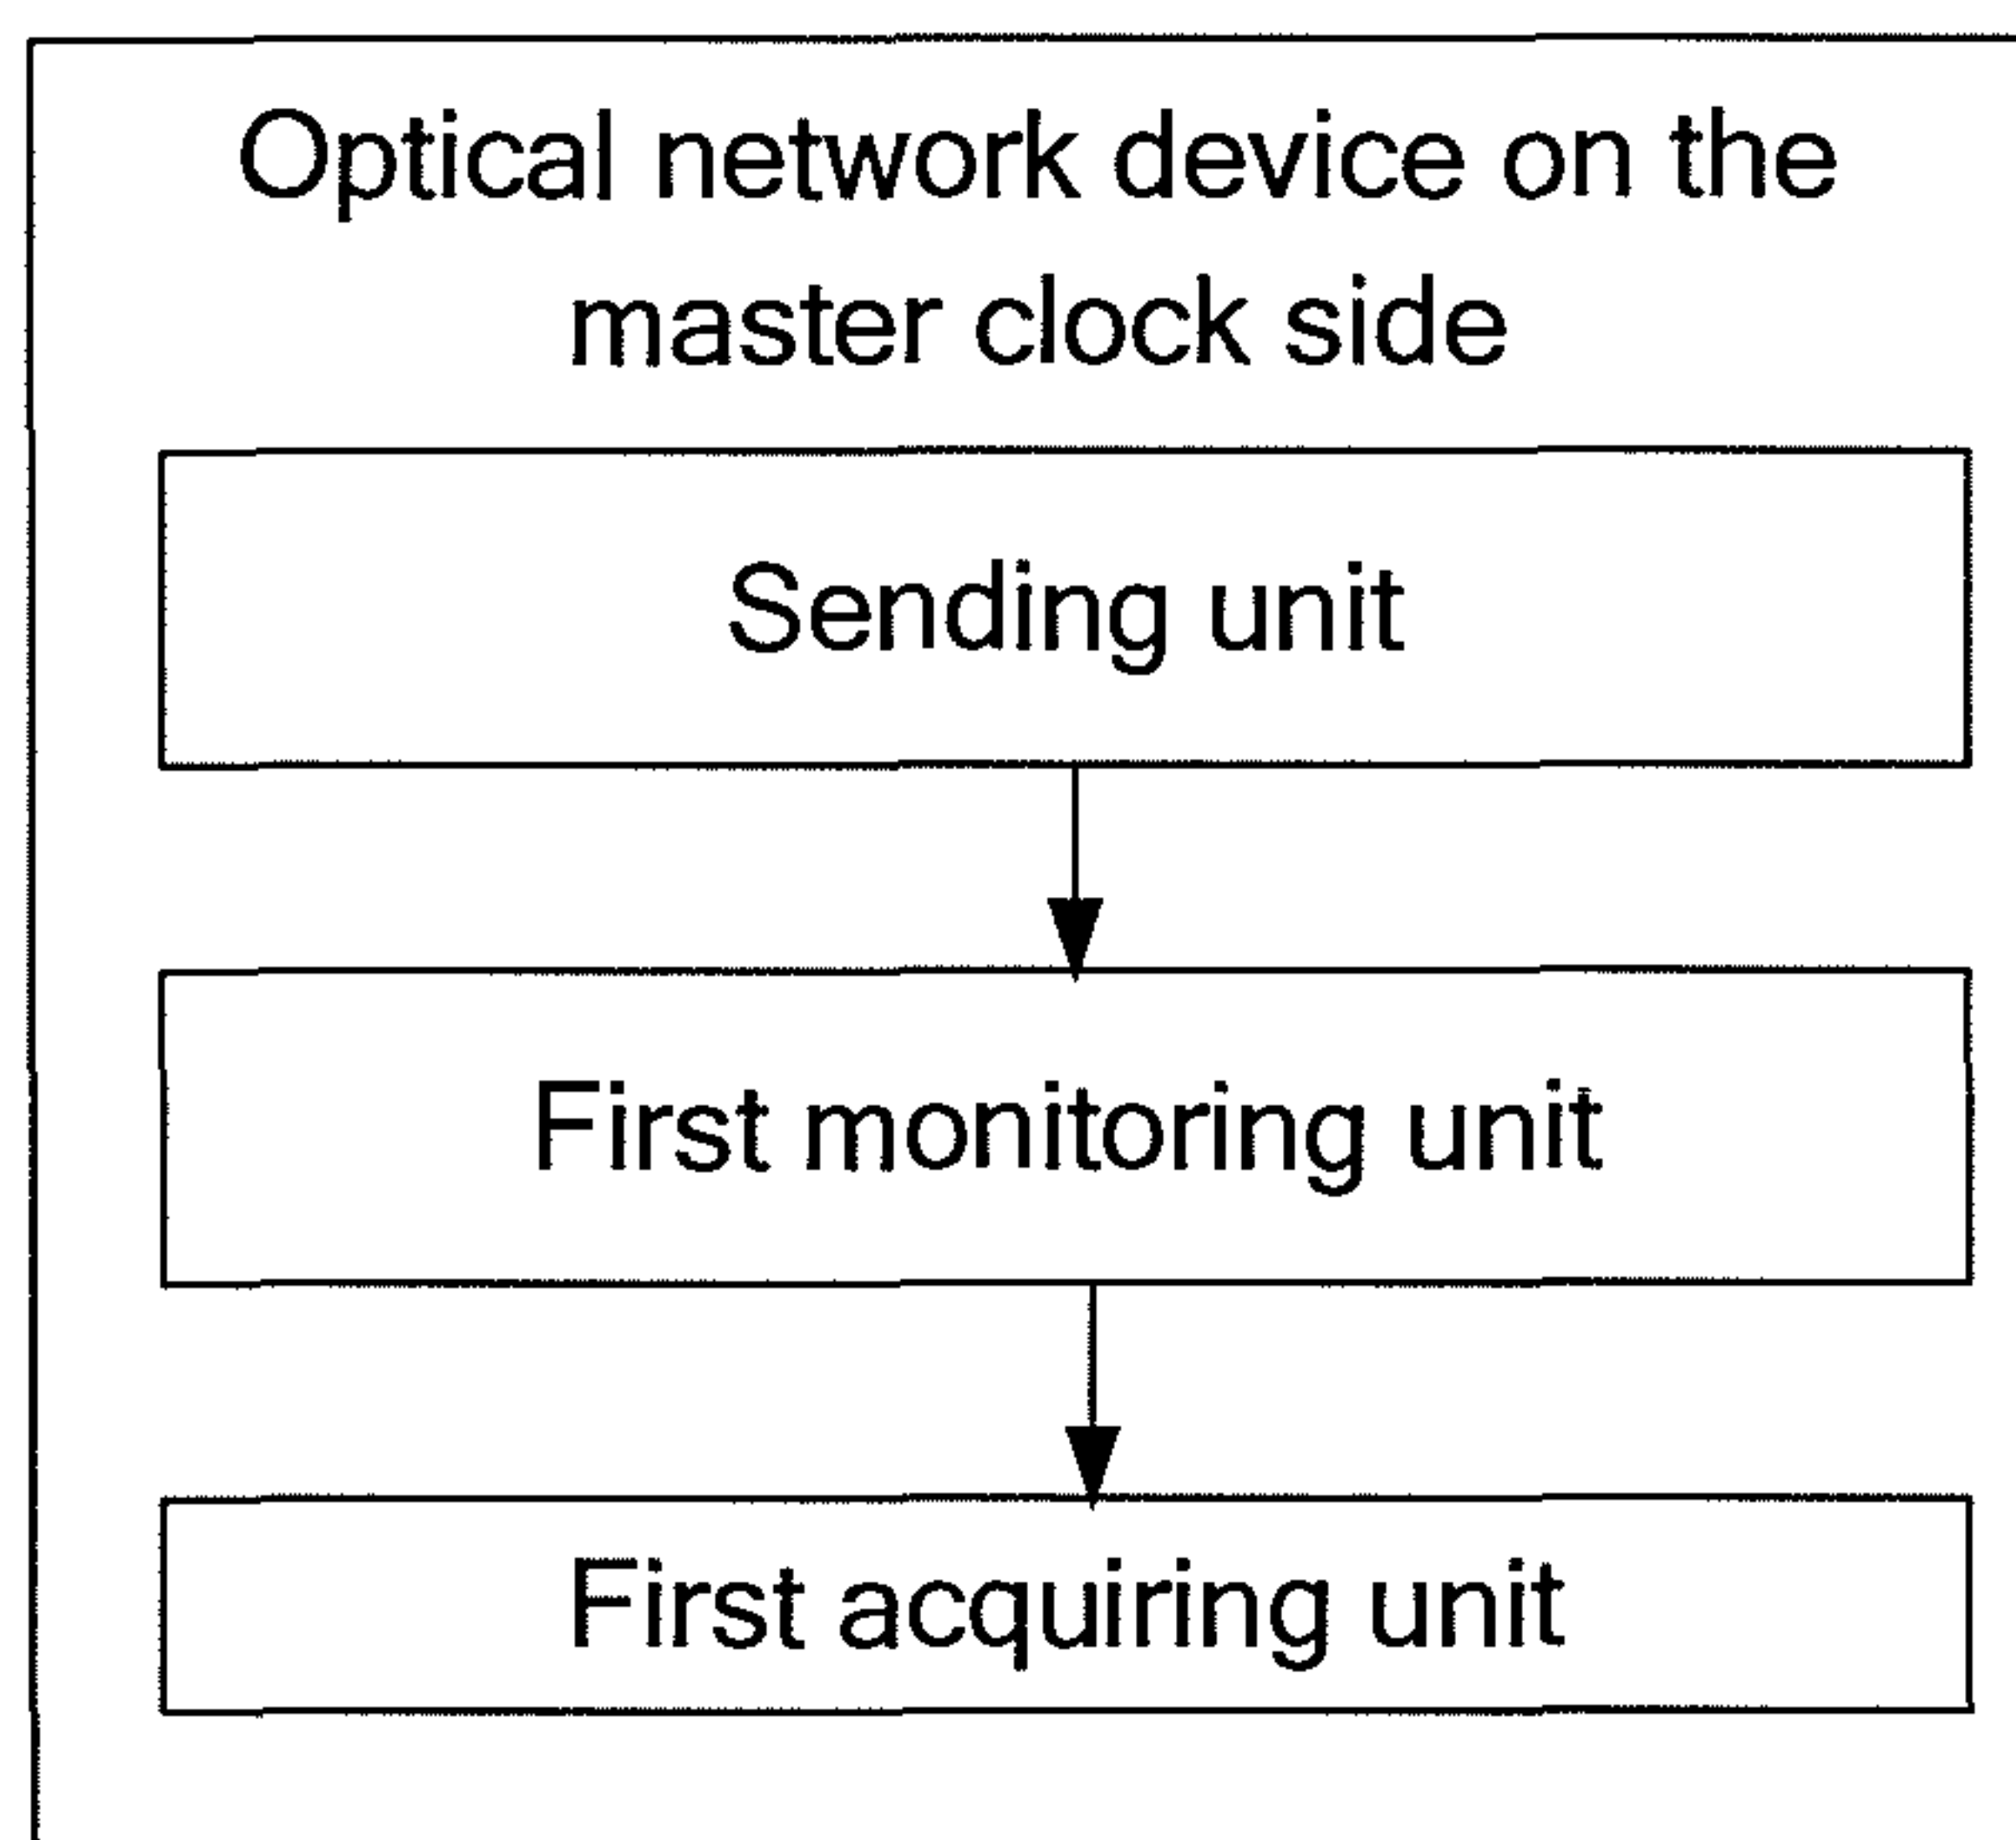 Optical network device on the
master clock side
Sending unit
First monitoring unit
First acquiring unit